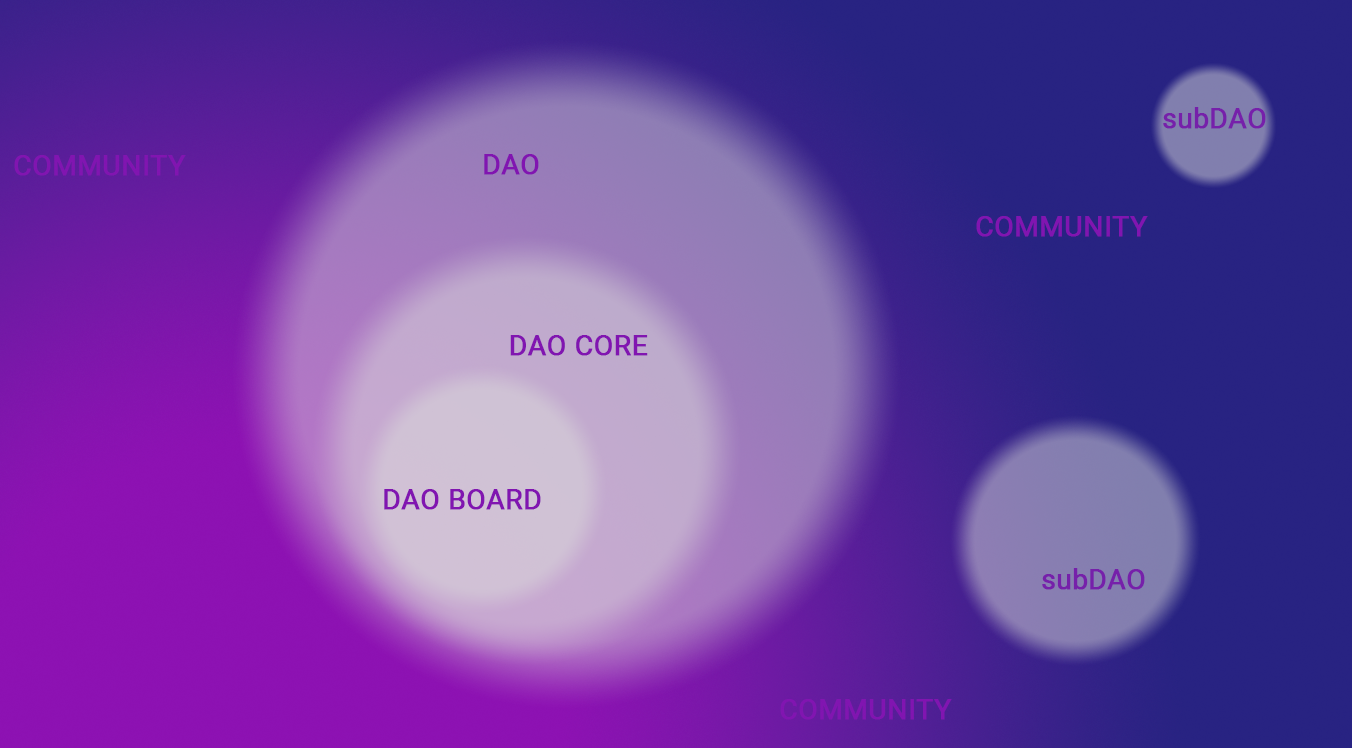 subDAO
DAO
COMMUNITY
COMMUNITY
DAO CORE
DAO BOARD
subDAO
COMMUNITY